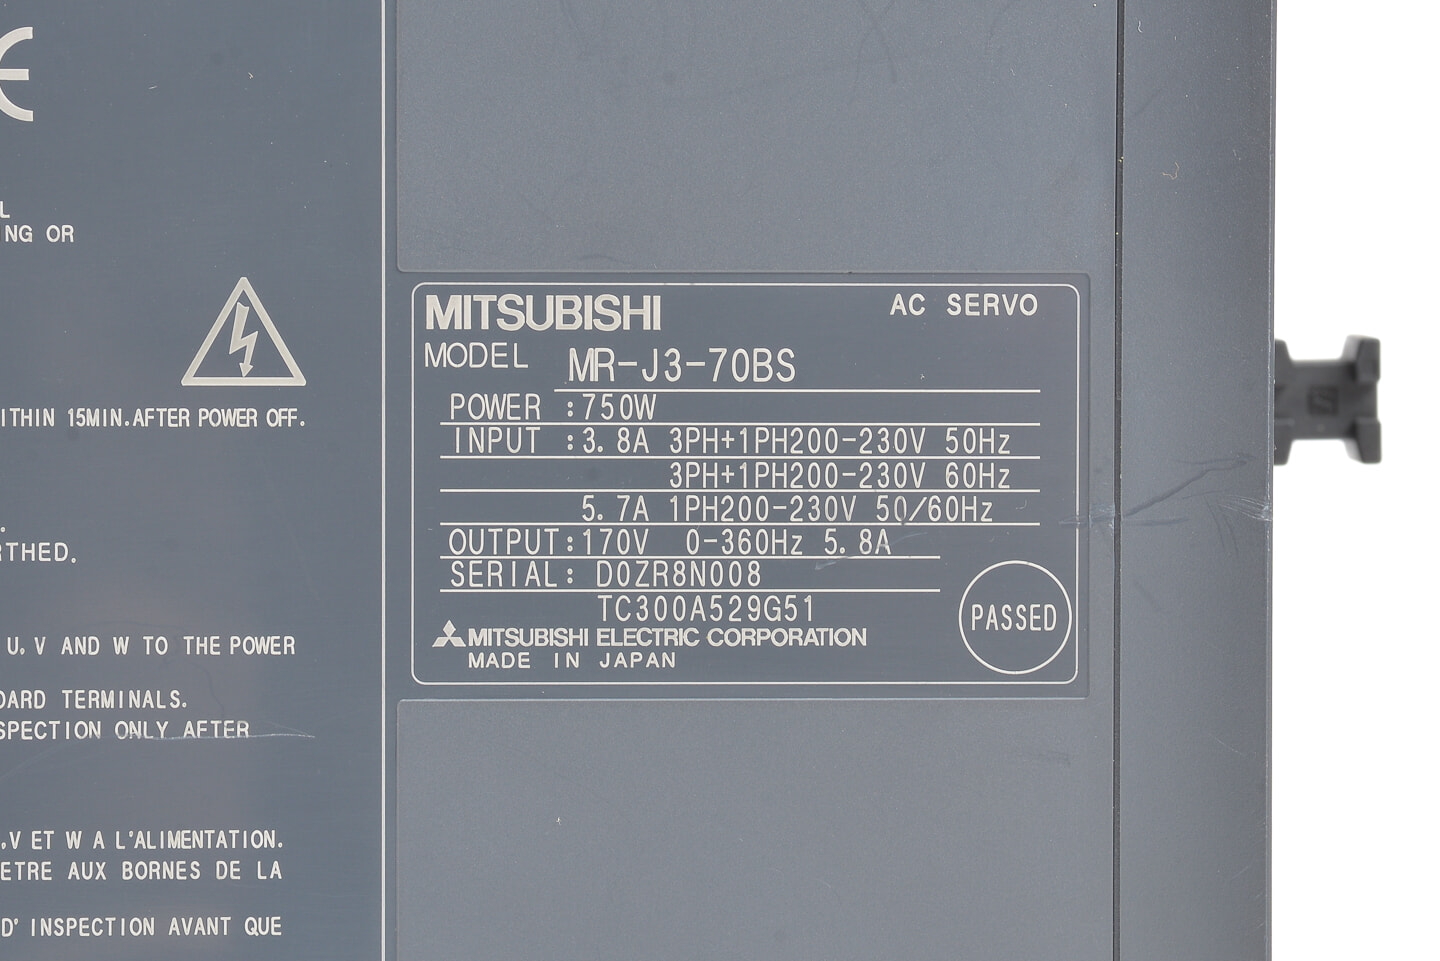 CE
L
NG OR
ITHIN 15MIN.AFTER POWER OFF.
.
RTHED.
U, V AND W TO THE POWER
DARD TERMINALS.
SPECTION ONLY AFTER
,V ET W A L'ALIMENTATION.
ETRE AUX BORNES DE LA
D' INSPECTION AVANT QUE
MITSUBISHI AC SERVO
MODEL MR-J3-70BS
POWER :750W
INPUT :3.8A 3PH+1PH200-230V 50Hz
3PH+1PH200-230V 60Hz
5.7A 1PH200-230V 50/60Hz
OUTPUT:170V 0-360Hz 5.8A
SERIAL: D0ZR8N008
TC300A529G51
MITSUBISHI ELECTRIC CORPORATION
MADE IN JAPAN
PASSED